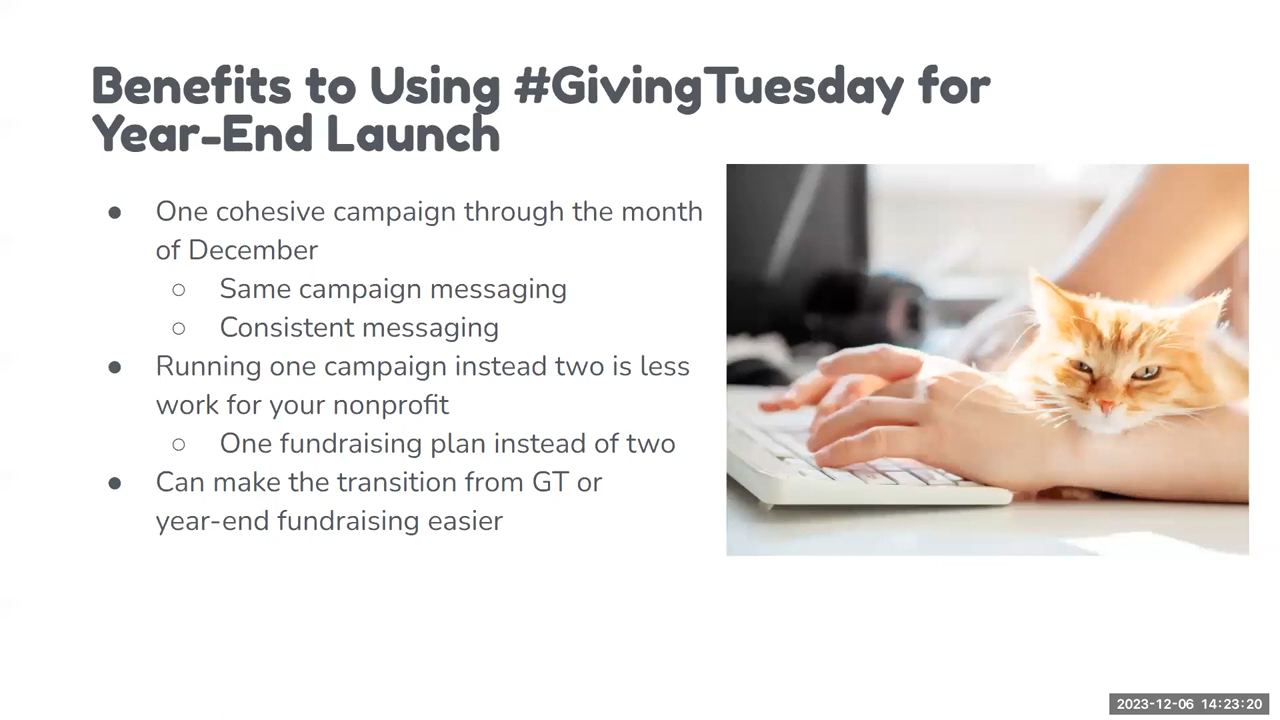 Benefits to Using #GivingTuesday for
Year-End Launch
● One cohesive campaign through the month
of December
○ Same campaign messaging
○ Consistent messaging
● Running one campaign instead two is less
work for your nonprofit
○ One fundraising plan instead of two
● Can make the transition from GT or
year-end fundraising easier
2023-12-06 14:23:20